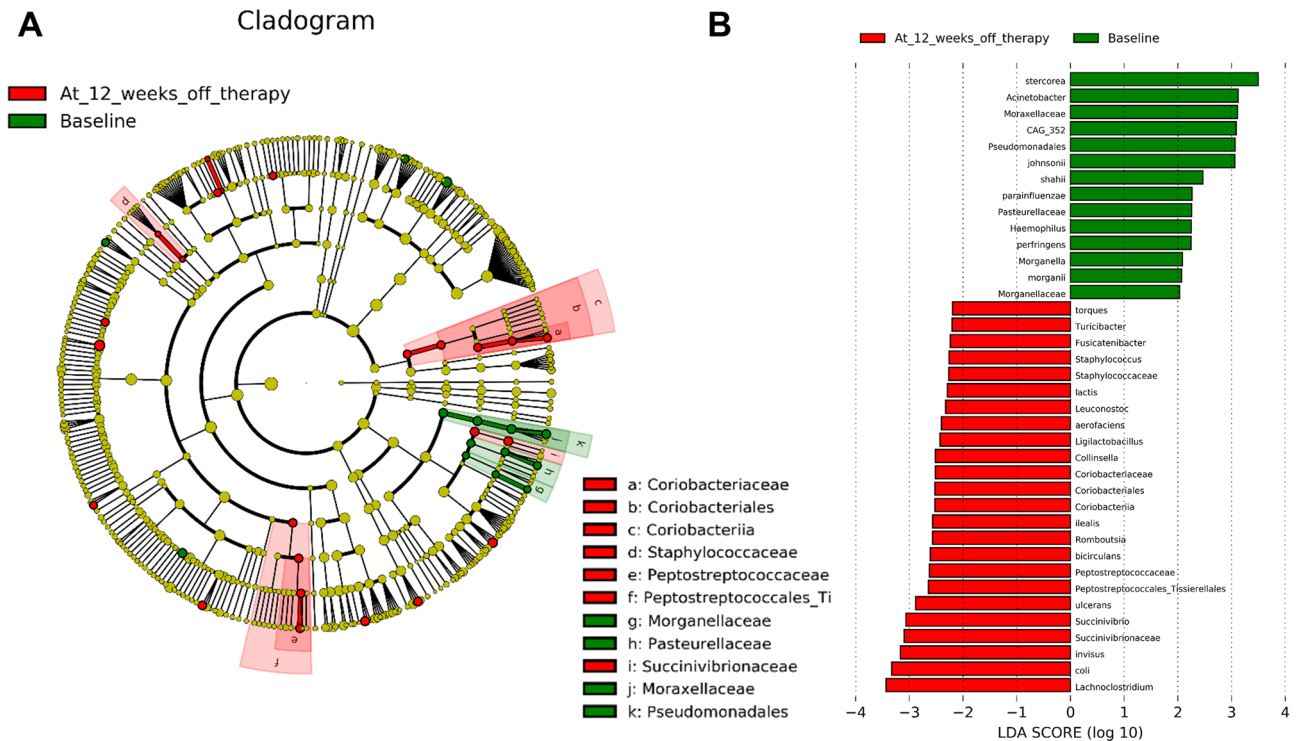 A
Cladogram
At_12_weeks_off_therapy
Baseline
d
c
b
a
k
j
i
h
g
e
f
a: Coriobacteriaceae
b: Coriobacteriales
c: Coriobacteriia
d: Staphylococcaceae
e: Peptostreptococcaceae
f: Peptostreptococcales_Ti
g: Morganellaceae
h: Pasteurellaceae
i: Succinivibrionaceae
j: Moraxellaceae
k: Pseudomonadales
B
At_12_weeks_off_therapy Baseline
stercorea
Acinetobacter
Moraxellaceae
CAG_352
Pseudomonadales
johnsonii
shahii
parainfluenzae
Pasteurellaceae
Haemophilus
perfringens
Morganella
morganii
Morganellaceae
torques
Turicibacter
Fusicatenibacter
Staphylococcus
Staphylococcaceae
lactis
Leuconostoc
aerofaciens
Ligilactobacillus
Collinsella
Coriobacteriaceae
Coriobacteriales
Coriobacteriia
ilealis
Romboutsia
bicirculans
Peptostreptococcaceae
Peptostreptococcales_Tissierellales
ulcerans
Succinivibrio
Succinivibrionaceae
invisus
coli
Lachnoclostridium
−4 −3 −2 −1 0 1 2 3 4
LDA SCORE (log 10)